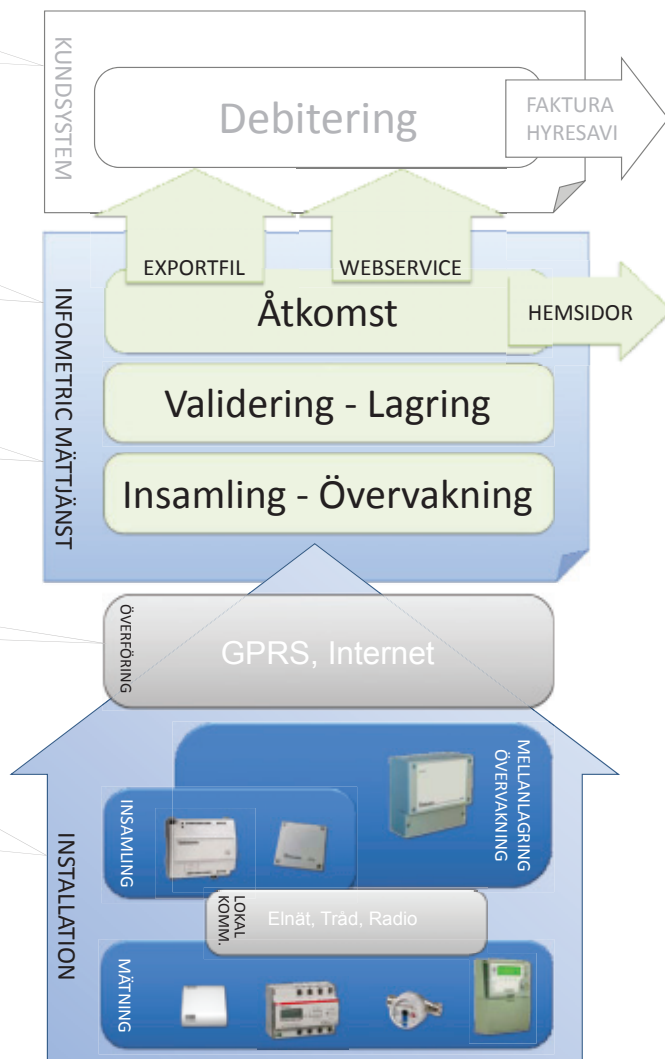 KUNDSYSTEM
Debitering
FAKTURA
HYRESAVI
EXPORTFIL
WEBSERVICE
INFOMETRIC MÄTTJÄNST
Åtkomst
HEMSIDOR
Validering - Lagring
Insamling - Övervakning
ÖVERFÖRING
GPRS, Internet
MELLANLAGRING
ÖVERVAKNING
INSAMLING
INSTALLATION
LOKAL
KOMM.
Elnät, Tråd, Radio
MÄTNING